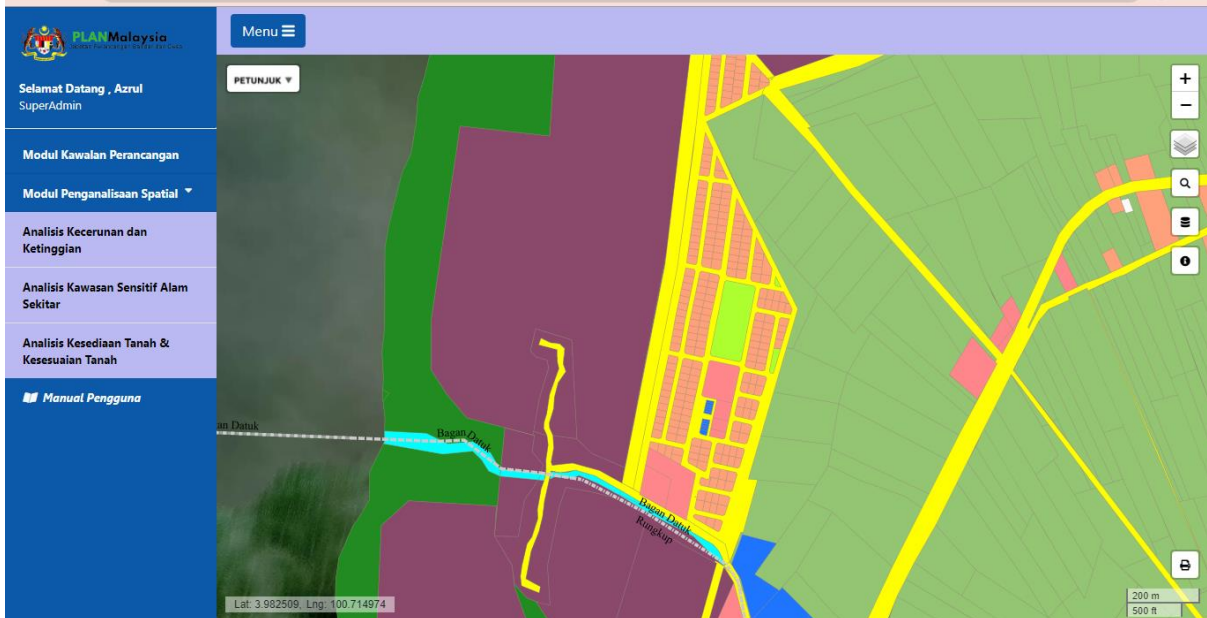 PLANMalaysia
Menu
Selamat Datang , Azrul
SuperAdmin
Modul Kawalan Perancangan
Modul Penganalisaan Spatial
Analisis Kecerunan dan
Ketinggian
Analisis Kawasan Sensitif Alam
Sekitar
Analisis Kesediaan Tanah &
Kesesuaian Tanah
Manual Pengguna
PETUNJUK ▼
+
−
an Datuk
Bagan Datuk
Bagan Datuk
Rungkup
Lat: 3.982509, Lng: 100.714974
200 m
500 ft